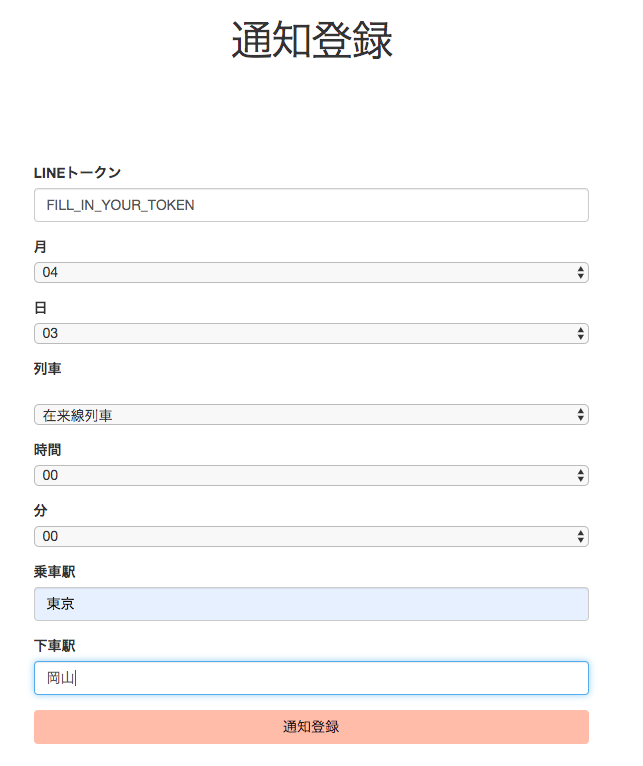 通知登録
LINEトークン
FILL_IN_YOUR_TOKEN
月
04
日
03
列車
在来線列車
時間
00
分
00
乗車駅
東京
下車駅
岡山
通知登録